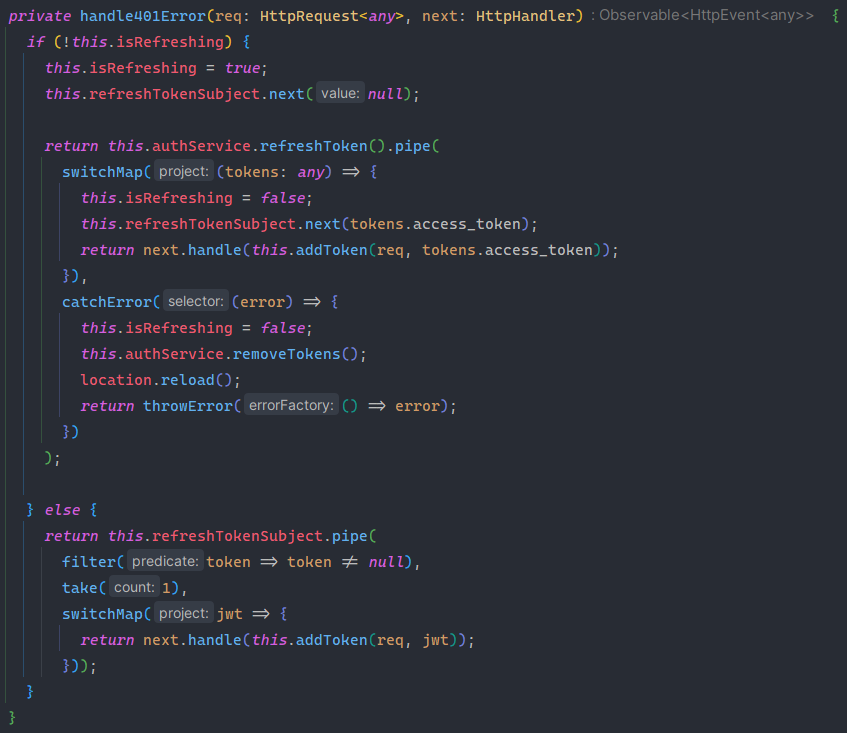 private handle401Error(req: HttpRequest<any>, next: HttpHandler) : Observable<HttpEvent<any>> {
if (!this.isRefreshing) {
this.isRefreshing = true;
this.refreshTokenSubject.next( value: null);
return this.authService.refreshToken().pipe(
switchMap( project: (tokens: any) ⇒ {
this.isRefreshing = false;
this.refreshTokenSubject.next(tokens.access_token);
return next.handle(this.addToken(req, tokens.access_token));
}),
catchError( selector: (error) ⇒ {
this.isRefreshing = false;
this.authService.removeTokens();
location.reload();
return throwError( errorFactory: () ⇒ error);
})
);
} else {
return this.refreshTokenSubject.pipe(
filter( predicate: token ⇒ token ≠ null),
take( count: 1),
switchMap( project: jwt ⇒ {
return next.handle(this.addToken(req, jwt));
}));
}
}